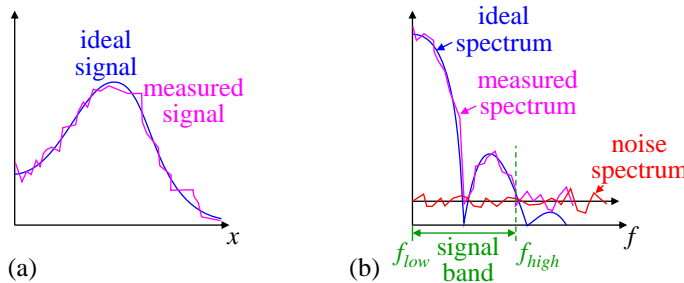 ideal
signal
measured
signal
x
(a)
ideal
spectrum
measured
spectrum
noise
spectrum
f
f_low
signal
band
f_high
(b)